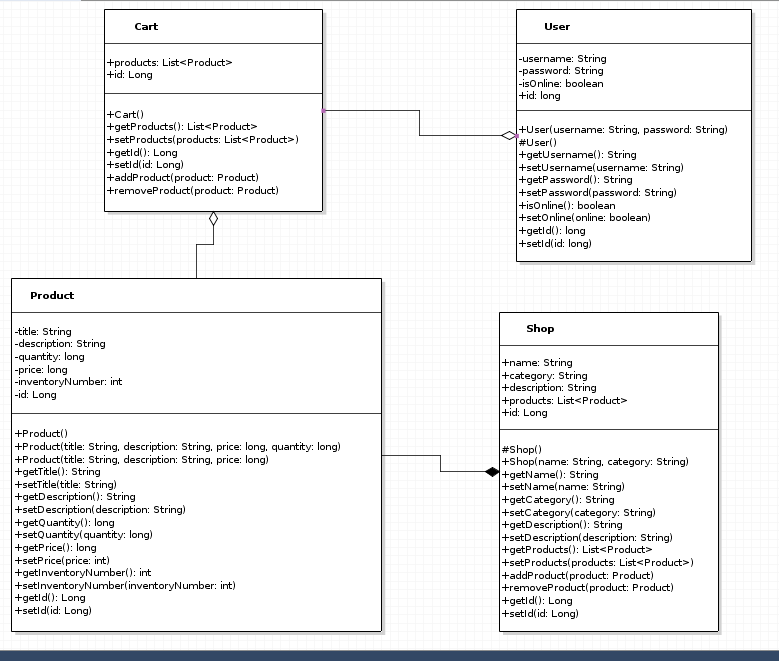 Cart
+products: List<Product>
+id: Long
+Cart()
+getProducts(): List<Product>
+setProducts(products: List<Product>)
+getId(): Long
+setId(id: Long)
+addProduct(product: Product)
+removeProduct(product: Product)
User
-username: String
-password: String
-isOnline: boolean
+id: long
+User(username: String, password: String)
#User()
+getUsername(): String
+setUsername(username: String)
+getPassword(): String
+setPassword(password: String)
+isOnline(): boolean
+setOnline(online: boolean)
+getId(): long
+setId(id: long)
Product
-title: String
-description: String
-quantity: long
-price: long
-inventoryNumber: int
-id: Long
+Product()
+Product(title: String, description: String, price: long, quantity: long)
+Product(title: String, description: String, price: long)
+getTitle(): String
+setTitle(title: String)
+getDescription(): String
+setDescription(description: String)
+getQuantity(): long
+setQuantity(quantity: long)
+getPrice(): long
+setPrice(price: int)
+getInventoryNumber(): int
+setInventoryNumber(inventoryNumber: int)
+getId(): Long
+setId(id: Long)
Shop
+name: String
+category: String
+description: String
+products: List<Product>
+id: Long
#Shop()
+Shop(name: String, category: String)
+getName(): String
+setName(name: String)
+getCategory(): String
+setCategory(category: String)
+getDescription(): String
+setDescription(description: String)
+getProducts(): List<Product>
+setProducts(products: List<Product>)
+addProduct(product: Product)
+removeProduct(product: Product)
+getId(): Long
+setId(id: Long)